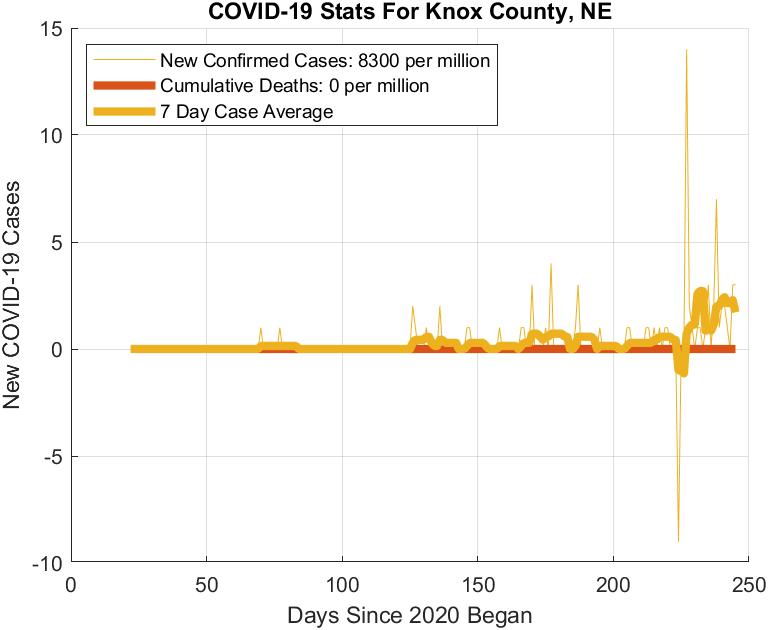 COVID-19 Stats For Knox County, NE
15
New Confirmed Cases: 8300 per million
Cumulative Deaths: 0 per million
7 Day Case Average
10
5
0
-5
-10
New COVID-19 Cases
0 50 100 150 200 250
Days Since 2020 Began